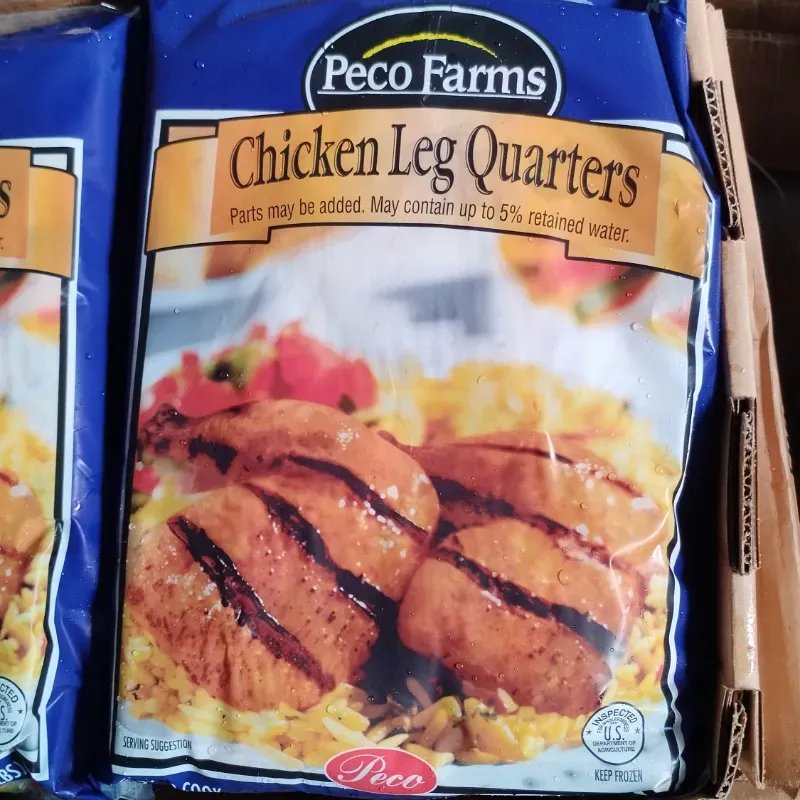 Peco Farms
Chicken Leg Quarters
Parts may be added. May contain up to 5% retained water.
INSPECTED
U.S.
DEPARTMENT OF
AGRICULTURE
SERVING SUGGESTION
KEEP FROZEN
Peco